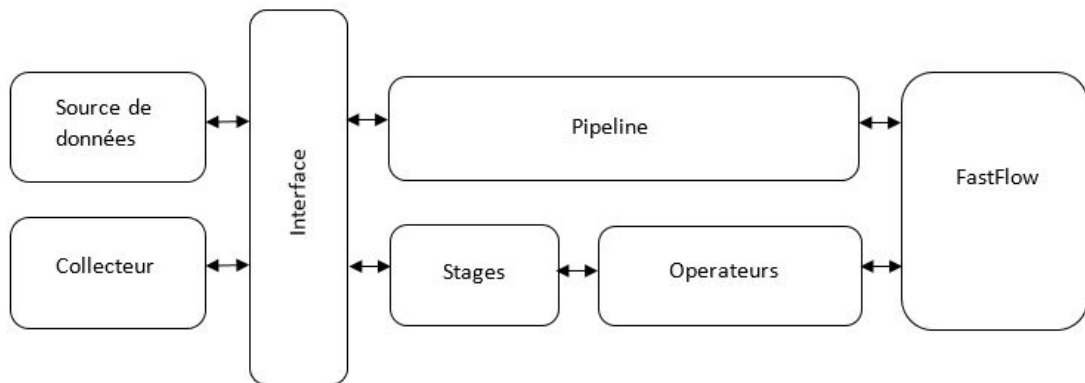 Source de
données
Interface
Pipeline
FastFlow
Collecteur
Stages
Operateurs